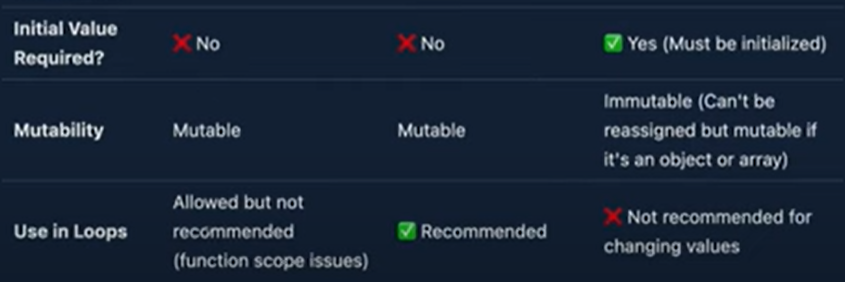 Initial Value Required?
❌ No
❌ No
✅ Yes (Must be initialized)
Mutability
Mutable
Mutable
Immutable (Can't be
reassigned but mutable if
it's an object or array)
Use in Loops
Allowed but not
recommended
(function scope issues)
✅ Recommended
❌ Not recommended for
changing values